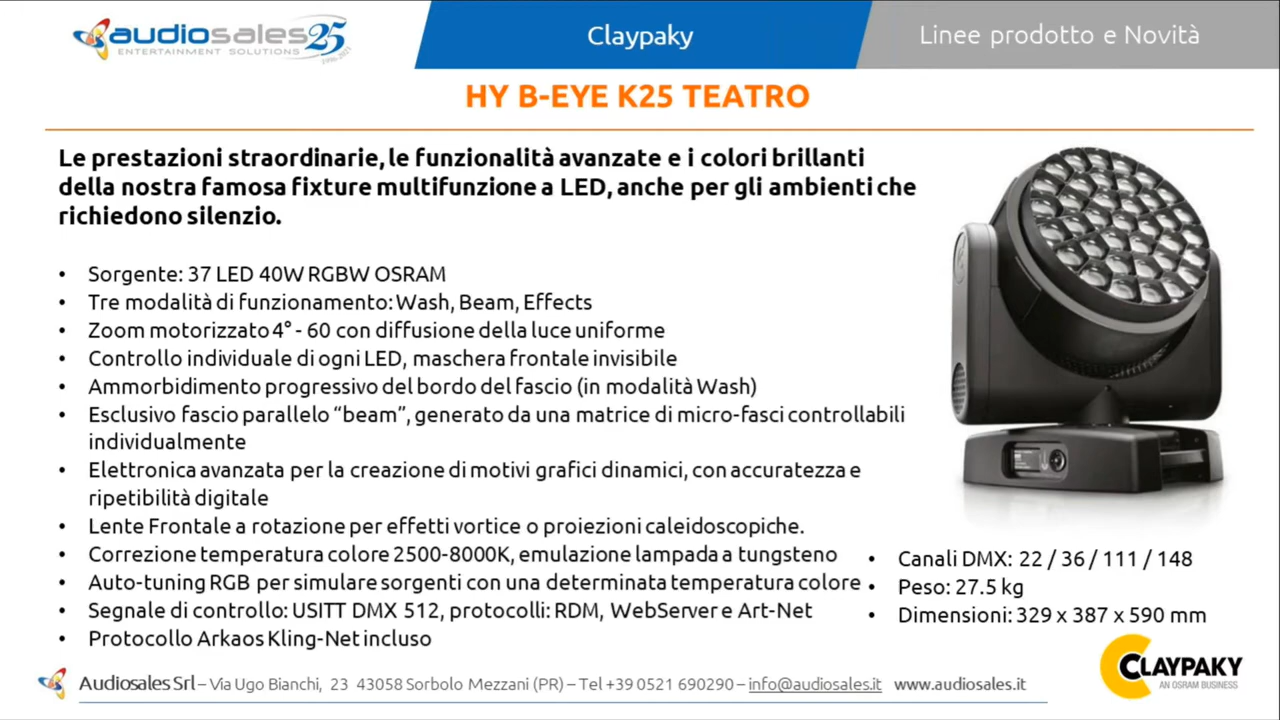 audiosales 25
ENTERTAINMENT SOLUTIONS
1996-2021
Claypaky
Linee prodotto e Novità
HY B-EYE K25 TEATRO
Le prestazioni straordinarie, le funzionalità avanzate e i colori brillanti
della nostra famosa fixture multifunzione a LED, anche per gli ambienti che
richiedono silenzio.
• Sorgente: 37 LED 40W RGBW OSRAM
• Tre modalità di funzionamento: Wash, Beam, Effects
• Zoom motorizzato 4° - 60 con diffusione della luce uniforme
• Controllo individuale di ogni LED, maschera frontale invisibile
• Ammorbidimento progressivo del bordo del fascio (in modalità Wash)
• Esclusivo fascio parallelo “beam”, generato da una matrice di micro-fasci controllabili
individualmente
• Elettronica avanzata per la creazione di motivi grafici dinamici, con accuratezza e
ripetibilità digitale
• Lente Frontale a rotazione per effetti vortice o proiezioni caleidoscopiche.
• Correzione temperatura colore 2500-8000K, emulazione lampada a tungsteno
• Auto-tuning RGB per simulare sorgenti con una determinata temperatura colore
• Segnale di controllo: USITT DMX 512, protocolli: RDM, WebServer e Art-Net
• Protocollo Arkaos Kling-Net incluso
• Canali DMX: 22 / 36 / 111 / 148
• Peso: 27.5 kg
• Dimensioni: 329 x 387 x 590 mm
CLAYPAKY
AN OSRAM BUSINESS
Audiosales Srl – Via Ugo Bianchi, 23 43058 Sorbolo Mezzani (PR) – Tel +39 0521 690290 – info@audiosales.it www.audiosales.it